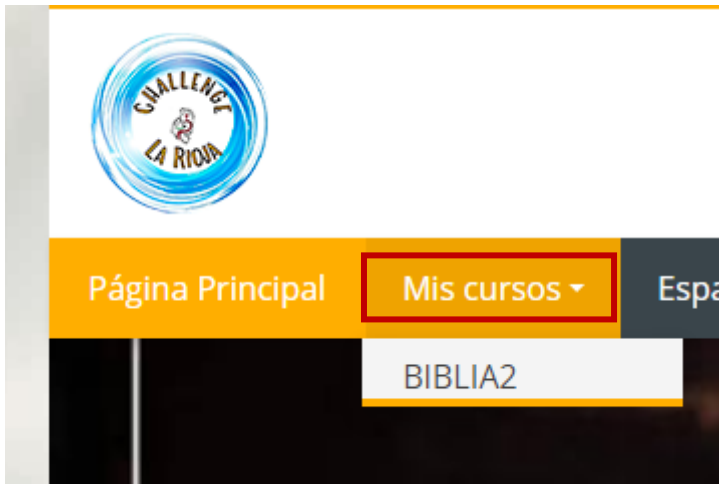 CHALLENGE
LA RIOJA
Página Principal
Mis cursos
Espa
BIBLIA2